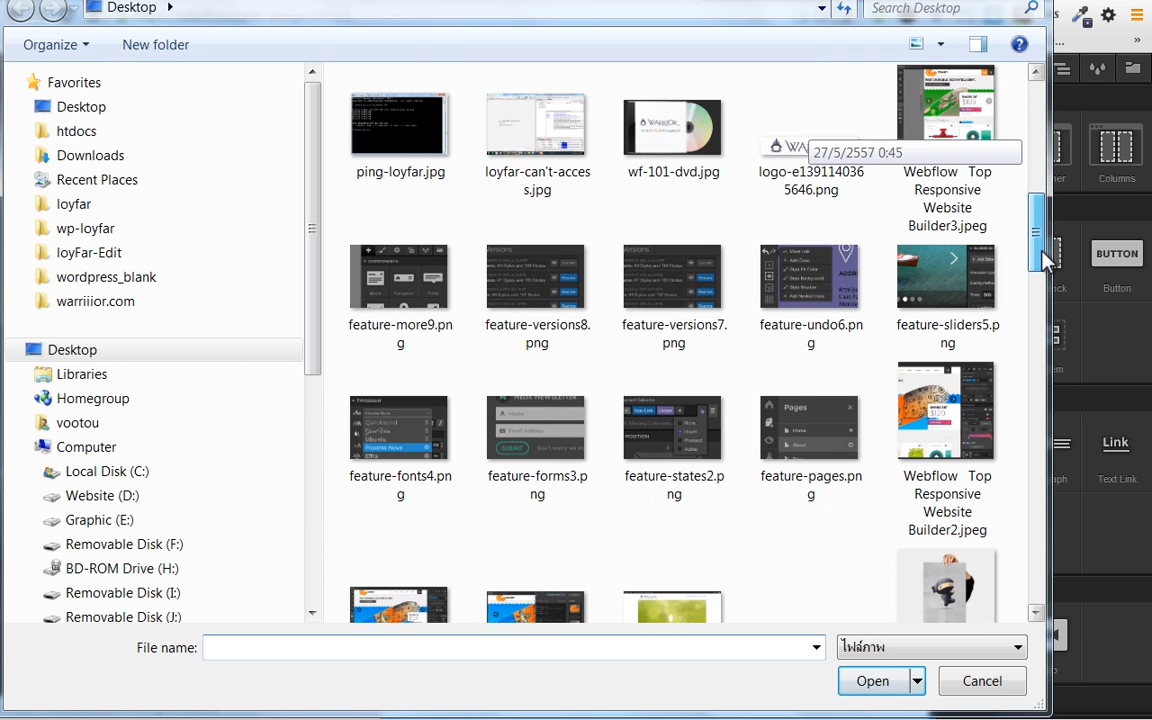 Desktop
Search Desktop
Organize
New folder
Favorites
Desktop
htdocs
Downloads
Recent Places
loyfar
wp-loyfar
loyFar-Edit
wordpress_blank
warriiior.com
Desktop
Libraries
Homegroup
vootou
Computer
Local Disk (C:)
Website (D:)
Graphic (E:)
Removable Disk (F:)
BD-ROM Drive (H:)
Removable Disk (I:)
Removable Disk (J:)
ping-loyfar.jpg
loyfar-can't-acces
s.jpg
wf-101-dvd.jpg
logo-e139114036
5646.png
27/5/2557 0:45
Webflow Top
Responsive
Website
Builder3.jpeg
feature-more9.pn
g
feature-versions8.
png
feature-versions7.
png
feature-undo6.pn
g
feature-sliders5.p
ng
feature-fonts4.pn
g
feature-forms3.p
ng
feature-states2.p
ng
feature-pages.pn
g
Webflow Top
Responsive
Website
Builder2.jpeg
File name:
ไฟล์ภาพ
Open
Cancel
Columns
BUTTON
Button
Link
Text Link